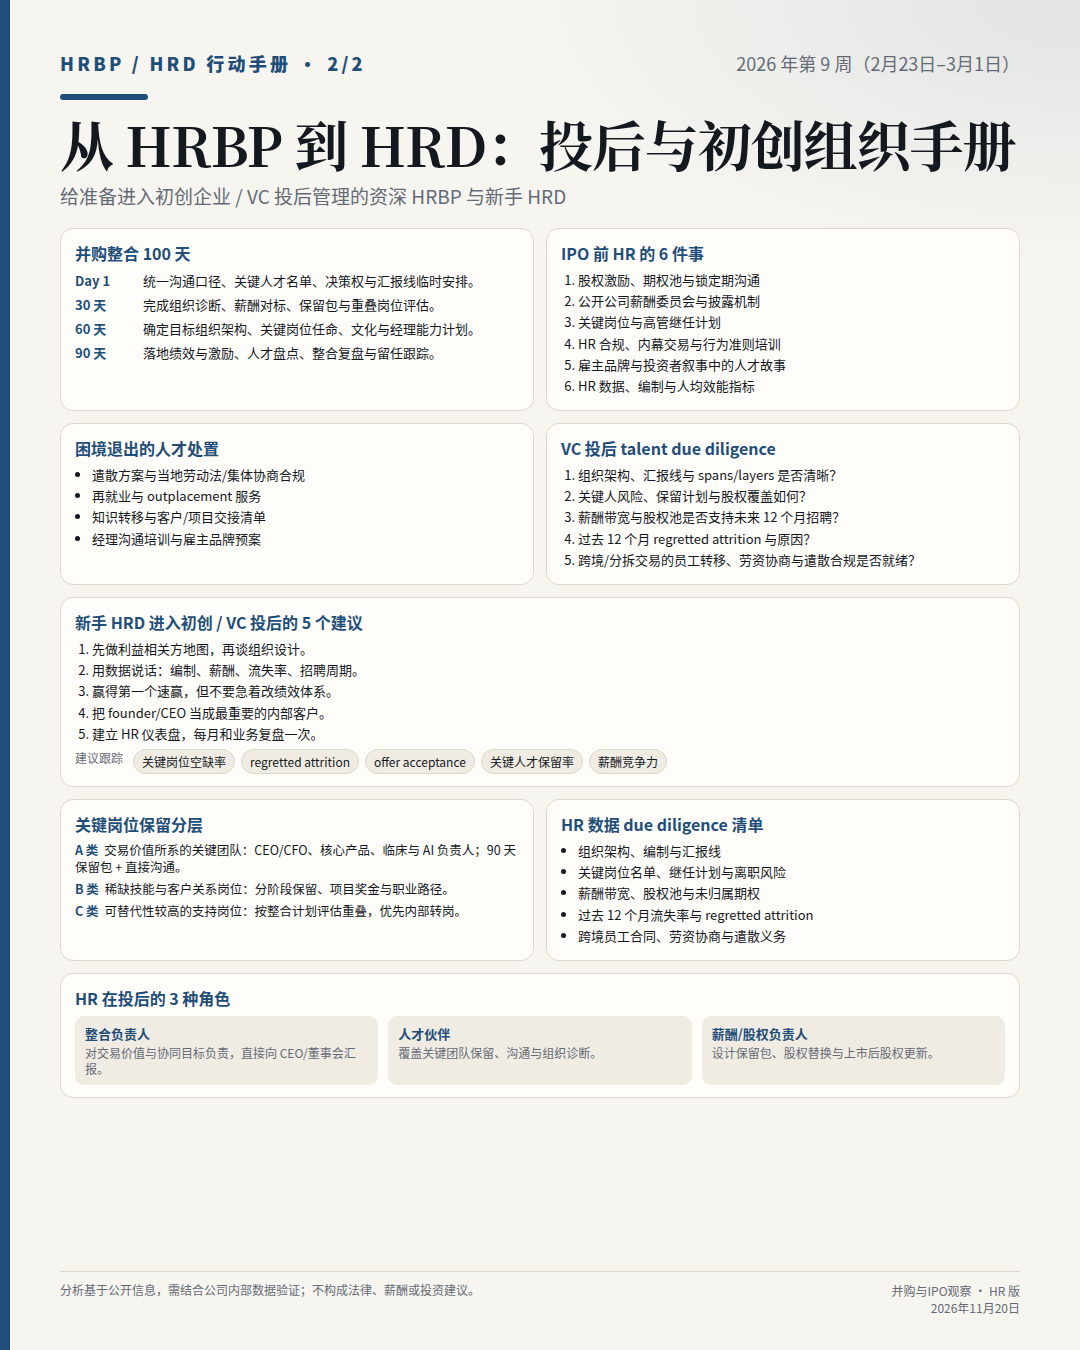 HRBP / HRD 行动手册 · 2/2
2026 年第 9 周（2月23日–3月1日）
从 HRBP 到 HRD：投后与初创组织手册
给准备进入初创企业 / VC 投后管理的资深 HRBP 与新手 HRD
并购整合 100 天
Day 1 统一沟通口径、关键人才名单、决策权与汇报线临时安排。
30 天 完成组织诊断、薪酬对标、保留包与重叠岗位评估。
60 天 确定目标组织架构、关键岗位任命、文化与经理能力计划。
90 天 落地绩效与激励、人才盘点、整合复盘与留任跟踪。
IPO 前 HR 的 6 件事
1. 股权激励、期权池与锁定期沟通
2. 公开公司薪酬委员会与披露机制
3. 关键岗位与高管继任计划
4. HR 合规、内幕交易与行为准则培训
5. 雇主品牌与投资者叙事中的人才故事
6. HR 数据、编制与人均效能指标
困境退出的人才处置
• 遣散方案与当地劳动法/集体协商合规
• 再就业与 outplacement 服务
• 知识转移与客户/项目交接清单
• 经理沟通培训与雇主品牌预案
VC 投后 talent due diligence
1. 组织架构、汇报线与 spans/layers 是否清晰？
2. 关键人风险、保留计划与股权覆盖如何？
3. 薪酬带宽与股权池是否支持未来 12 个月招聘？
4. 过去 12 个月 regretted attrition 与原因？
5. 跨境/分拆交易的员工转移、劳资协商与遣散合规是否就绪？
新手 HRD 进入初创 / VC 投后的 5 个建议
1. 先做利益相关方地图，再谈组织设计。
2. 用数据说话：编制、薪酬、流失率、招聘周期。
3. 赢得第一个速赢，但不要急着改绩效体系。
4. 把 founder/CEO 当成最重要的内部客户。
5. 建立 HR 仪表盘，每月和业务复盘一次。
建议跟踪 关键岗位空缺率 regretted attrition offer acceptance 关键人才保留率 薪酬竞争力
关键岗位保留分层
A 类 交易价值所系的关键团队：CEO/CFO、核心产品、临床与 AI 负责人；90 天
保留包 + 直接沟通。
B 类 稀缺技能与客户关系岗位：分阶段保留、项目奖金与职业路径。
C 类 可替代性较高的支持岗位：按整合计划评估重叠，优先内部转岗。
HR 数据 due diligence 清单
• 组织架构、编制与汇报线
• 关键岗位名单、继任计划与离职风险
• 薪酬带宽、股权池与未归属期权
• 过去 12 个月流失率与 regretted attrition
• 跨境员工合同、劳资协商与遣散义务
HR 在投后的 3 种角色
整合负责人
对交易价值与协同目标负责，直接向 CEO/董事会汇
报。
人才伙伴
覆盖关键团队保留、沟通与组织诊断。
薪酬/股权负责人
设计保留包、股权替换与上市后股权更新。
分析基于公开信息，需结合公司内部数据验证；不构成法律、薪酬或投资建议。
并购与IPO观察 · HR 版
2026年11月20日